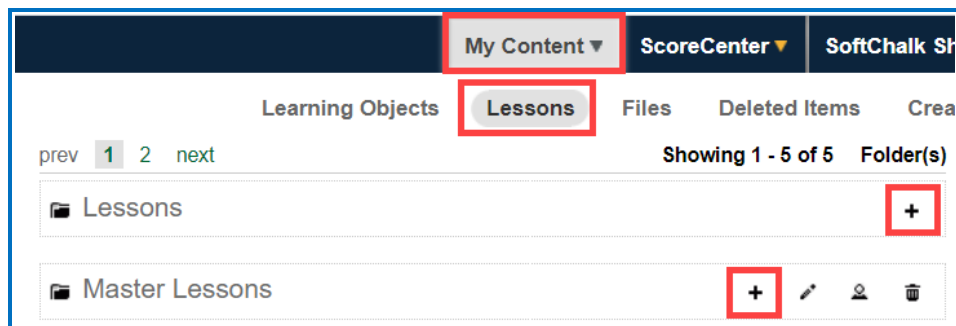 My Content ▼ ScoreCenter ▼ SoftChalk Sh
Learning Objects Lessons Files Deleted Items Crea
prev 1 2 next Showing 1 - 5 of 5 Folder(s)
Lessons +
Master Lessons +